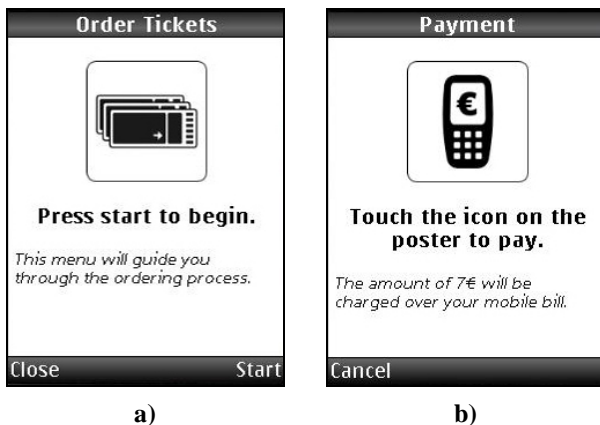 Order Tickets
Press start to begin.
This menu will guide you
through the ordering process.
Close Start
a)
Payment
€
Touch the icon on the
poster to pay.
The amount of 7€ will be
charged over your mobile bill.
Cancel
b)